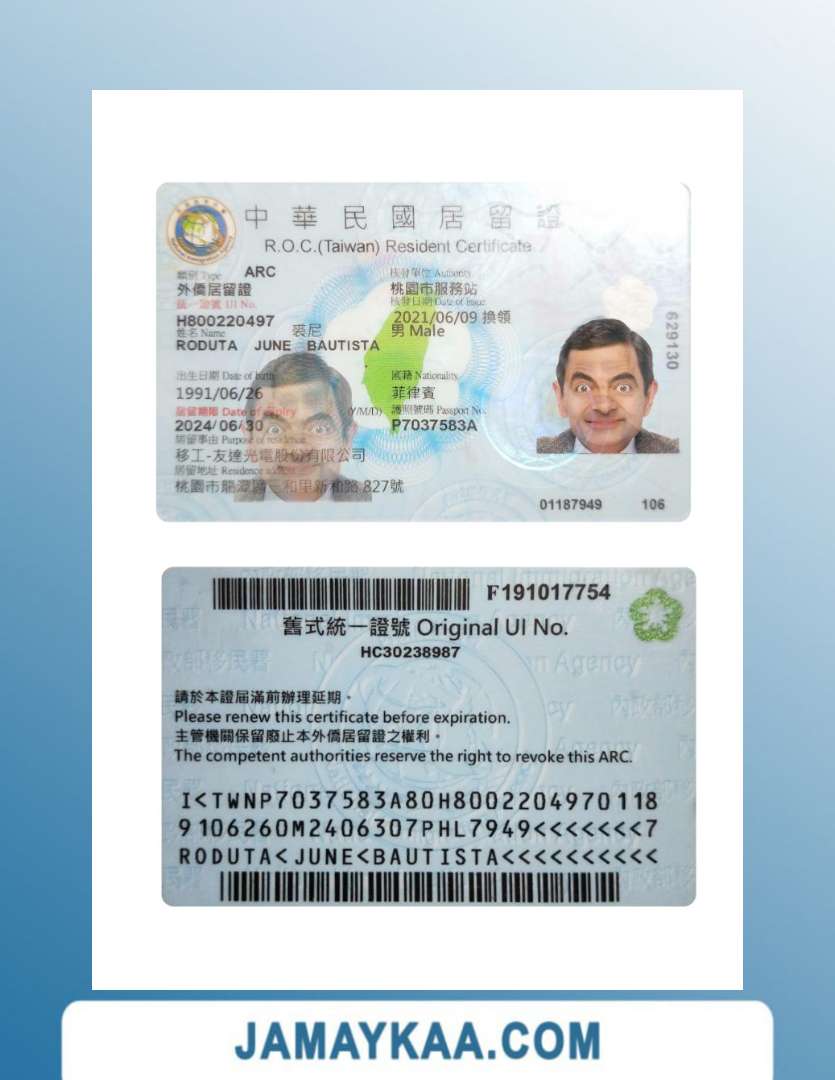 中華民國居留證
R.O.C.(Taiwan) Resident Certificate
類別 Type ARC
核發單位 Authority
外僑居留證
桃園市服務站
統一證號 UI No.
核發日期 Date of Issue
H800220497
2021/06/09 換領
姓名 Name 裘尼
男 Male
RODUTA JUNE BAUTISTA
629130
出生日期 Date of birth
國籍 Nationality
1991/06/26
菲律賓
居留期限 Date of Expiry (Y/M/D)
護照號碼 Passport No.
2024/06/30
P7037583A
居留事由 Purpose of residence
移工-友達光電股份有限公司
居留地址 Residence address
桃園市龍潭區三和里新和路 827號
01187949 106
F191017754
舊式統一證號 Original UI No.
HC30238987
請於本證屆滿前辦理延期。
Please renew this certificate before expiration.
主管機關保留廢止本外僑居留證之權利。
The competent authorities reserve the right to revoke this ARC.
I<TWNP7037583A80H8002204970118
9106260M2406307PHL7949<<<<<<<7
RODUTA<JUNE<BAUTISTA<<<<<<<<<<
JAMAYKAA.COM